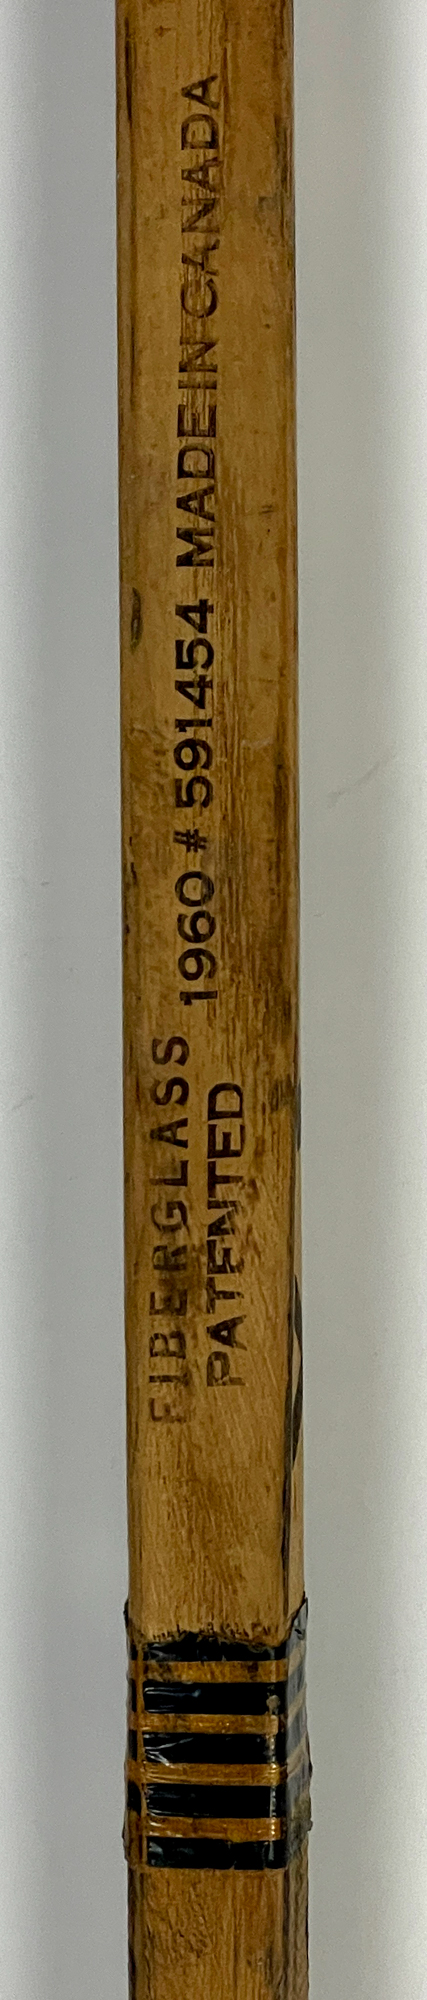 FIBERGLASS
PATENTED
1960 # 591454 MADE IN CANADA